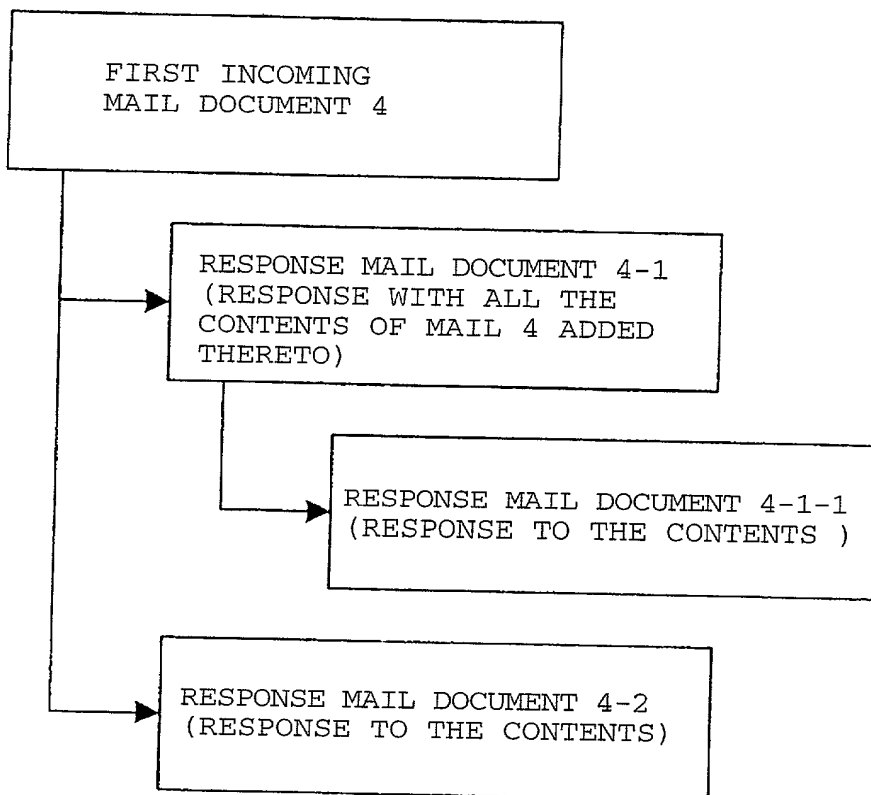 FIRST INCOMING
MAIL DOCUMENT 4
RESPONSE MAIL DOCUMENT 4-1
(RESPONSE WITH ALL THE
CONTENTS OF MAIL 4 ADDED
THERETO)
RESPONSE MAIL DOCUMENT 4-1-1
(RESPONSE TO THE CONTENTS )
RESPONSE MAIL DOCUMENT 4-2
(RESPONSE TO THE CONTENTS)